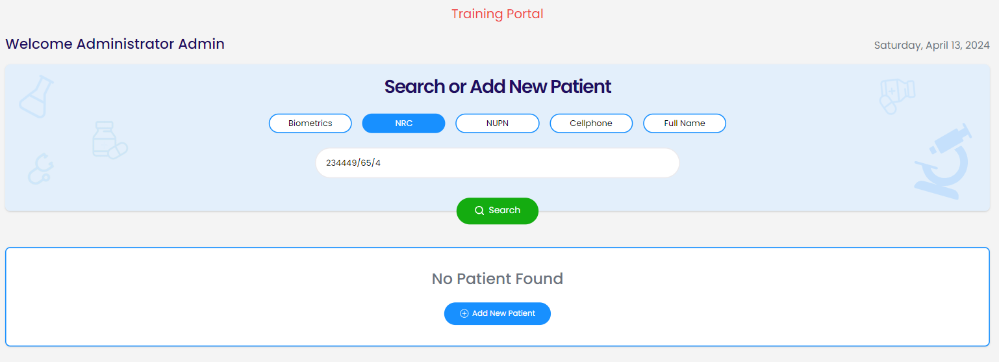 Training Portal
Welcome Administrator Admin
Saturday, April 13, 2024
Search or Add New Patient
Biometrics
NRC
NUPN
Cellphone
Full Name
234449/65/4
Search
No Patient Found
Add New Patient